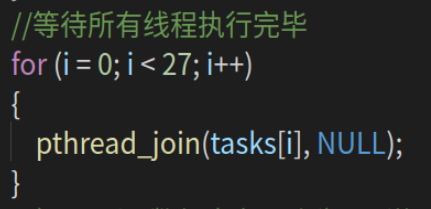 //等待所有线程执行完毕
for (i = 0; i < 27; i++)
{
    pthread_join(tasks[i], NULL);
}